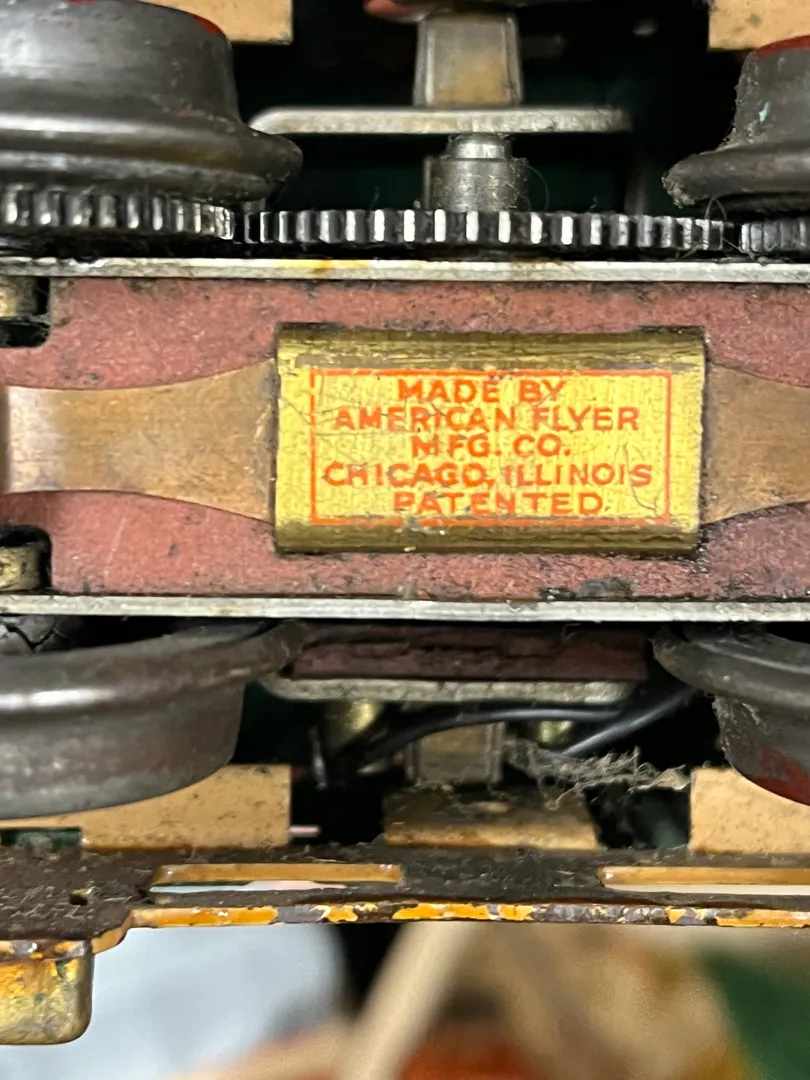 MADE BY
AMERICAN FLYER
MFG. CO.
CHICAGO, ILLINOIS
PATENTED.